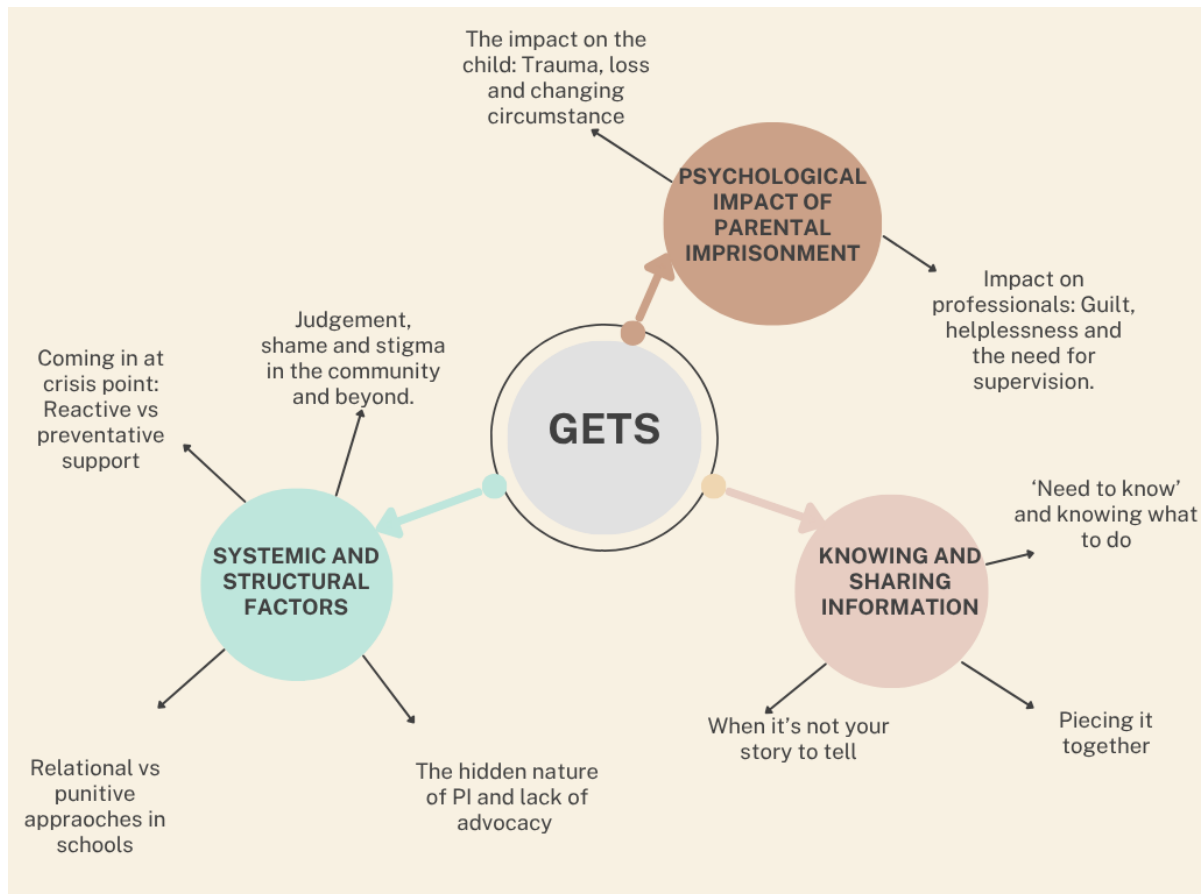 The impact on the
child: Trauma, loss
and changing
circumstance
PSYCHOLOGICAL
IMPACT OF
PARENTAL
IMPRISONMENT
Impact on
professionals: Guilt,
helplessness and
the need for
supervision.
Judgement,
shame and stigma
in the community
and beyond.
Coming in at
crisis point:
Reactive vs
preventative
support
GETS
'Need to know'
and knowing what
to do
SYSTEMIC AND
STRUCTURAL
FACTORS
KNOWING AND
SHARING
INFORMATION
When it's not your
story to tell
Piecing it
together
Relational vs
punitive
appraoches in
schools
The hidden nature
of PI and lack of
advocacy